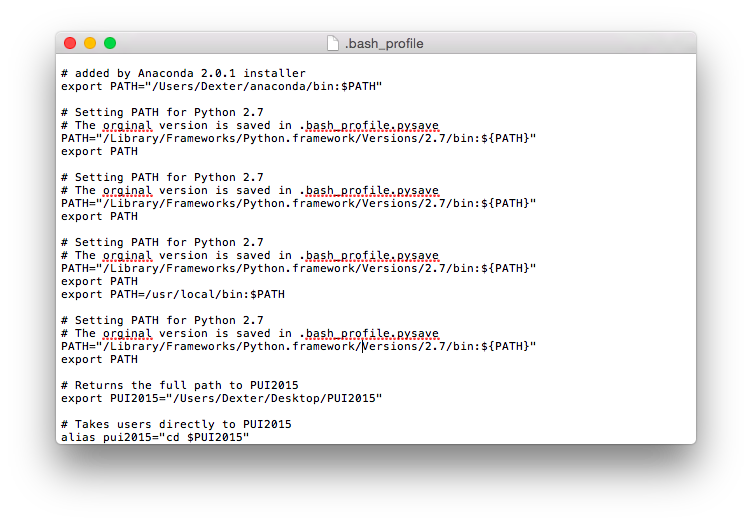 .bash_profile
# added by Anaconda 2.0.1 installer
export PATH="/Users/Dexter/anaconda/bin:$PATH"
# Setting PATH for Python 2.7
# The orginal version is saved in .bash_profile.pysave
PATH="/Library/Frameworks/Python.framework/Versions/2.7/bin:${PATH}"
export PATH
# Setting PATH for Python 2.7
# The orginal version is saved in .bash_profile.pysave
PATH="/Library/Frameworks/Python.framework/Versions/2.7/bin:${PATH}"
export PATH
# Setting PATH for Python 2.7
# The orginal version is saved in .bash_profile.pysave
PATH="/Library/Frameworks/Python.framework/Versions/2.7/bin:${PATH}"
export PATH
export PATH=/usr/local/bin:$PATH
# Setting PATH for Python 2.7
# The orginal version is saved in .bash_profile.pysave
PATH="/Library/Frameworks/Python.framework/Versions/2.7/bin:${PATH}"
export PATH
# Returns the full path to PUI2015
export PUI2015="/Users/Dexter/Desktop/PUI2015"
# Takes users directly to PUI2015
alias pui2015="cd $PUI2015"